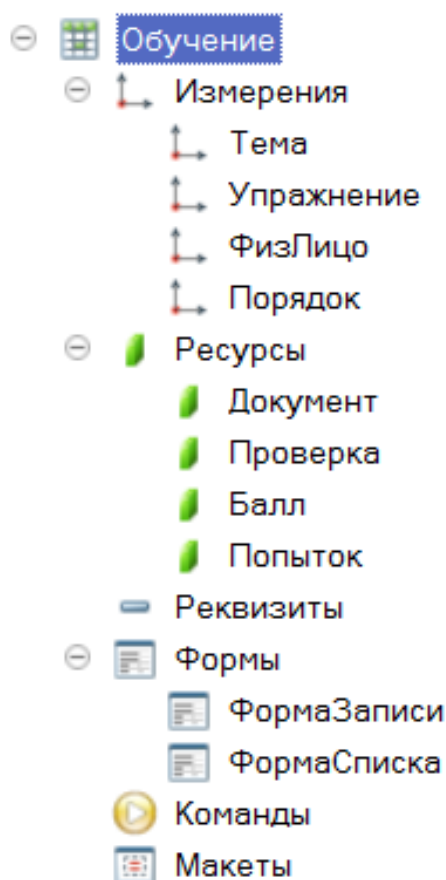 Обучение
Измерения
Тема
Упражнение
ФизЛицо
Порядок
Ресурсы
Документ
Проверка
Балл
Попыток
Реквизиты
Формы
ФормаЗаписи
ФормаСписка
Команды
Макеты